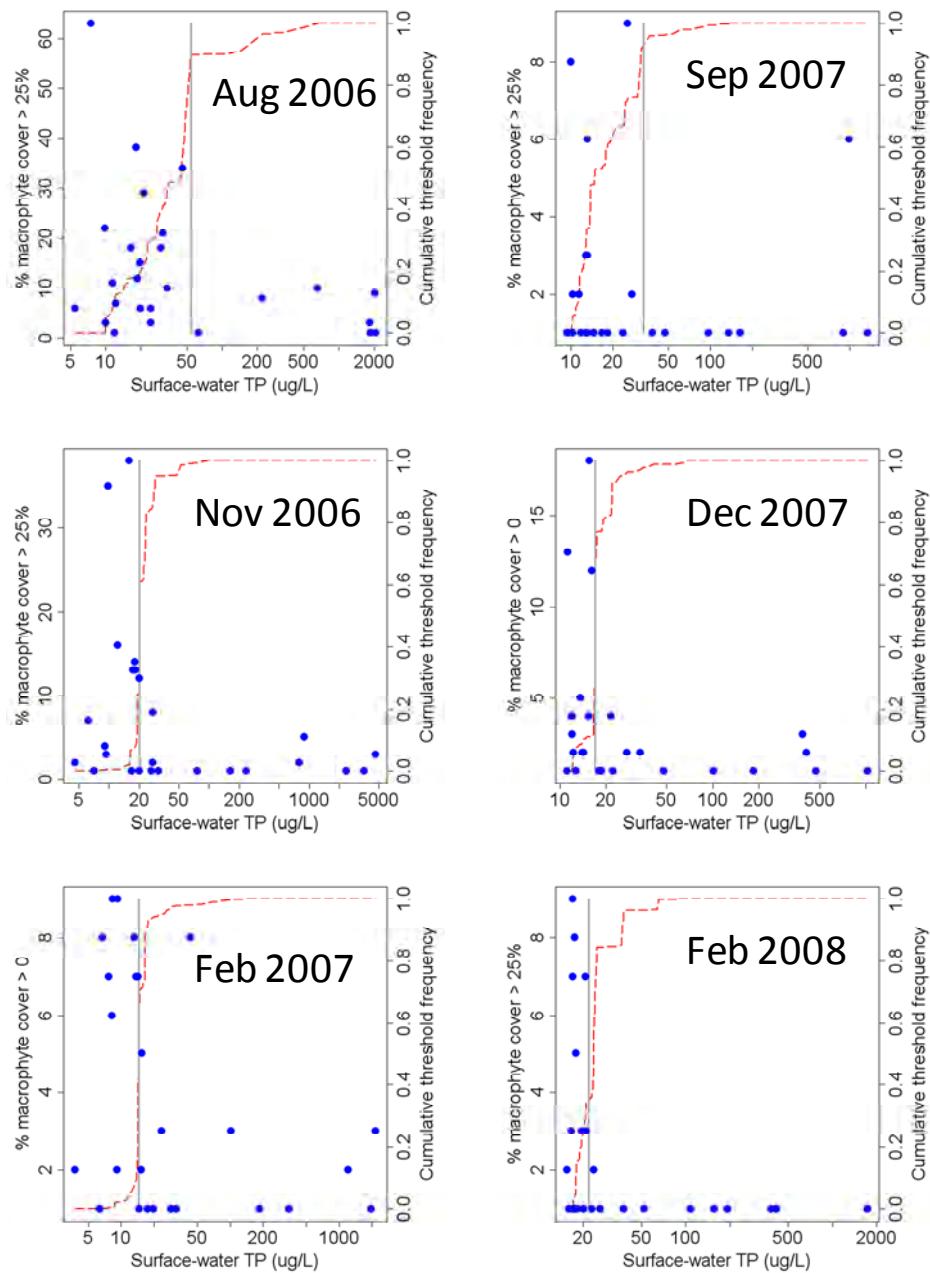 Aug 2006
% macrophyte cover > 25%
0 10 20 30 40 50 60
Cumulative threshold frequency
0.0 0.2 0.4 0.6 0.8 1.0
5 10 20 50 200 500 2000
Surface-water TP (ug/L)
Sep 2007
% macrophyte cover > 25%
2 4 6 8
Cumulative threshold frequency
0.0 0.2 0.4 0.6 0.8 1.0
10 20 50 100 500
Surface-water TP (ug/L)
Nov 2006
% macrophyte cover > 25%
0 10 20 30
Cumulative threshold frequency
0.0 0.2 0.4 0.6 0.8 1.0
5 10 20 50 200 1000 5000
Surface-water TP (ug/L)
Dec 2007
% macrophyte cover > 0
5 10 15
Cumulative threshold frequency
0.0 0.2 0.4 0.6 0.8 1.0
10 20 50 100 200 500
Surface-water TP (ug/L)
Feb 2007
% macrophyte cover > 0
2 4 6 8
Cumulative threshold frequency
0.0 0.2 0.4 0.6 0.8 1.0
5 10 20 50 200 1000
Surface-water TP (ug/L)
Feb 2008
% macrophyte cover > 25%
2 4 6 8
Cumulative threshold frequency
0.0 0.2 0.4 0.6 0.8 1.0
20 50 100 200 500 2000
Surface-water TP (ug/L)